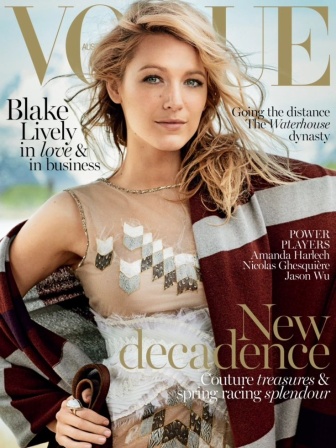 VOGUE
AUS
Blake
Lively
in love &
in business
Going the distance
The Waterhouse
dynasty
POWER
PLAYERS
Amanda Harlech
Nicolas Ghesquière
Jason Wu
New
decadence
Couture treasures &
spring racing splendour